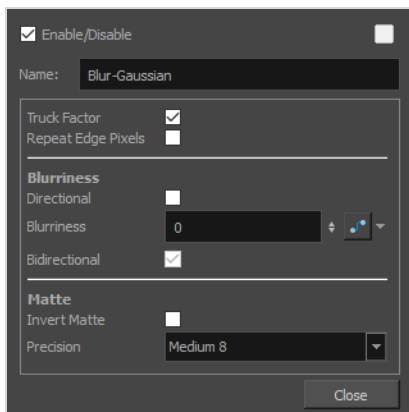 Enable/Disable
Name: Blur-Gaussian
Truck Factor
Repeat Edge Pixels
Blurriness
Directional
Blurriness 0
Bidirectional
Matte
Invert Matte
Precision Medium 8
Close